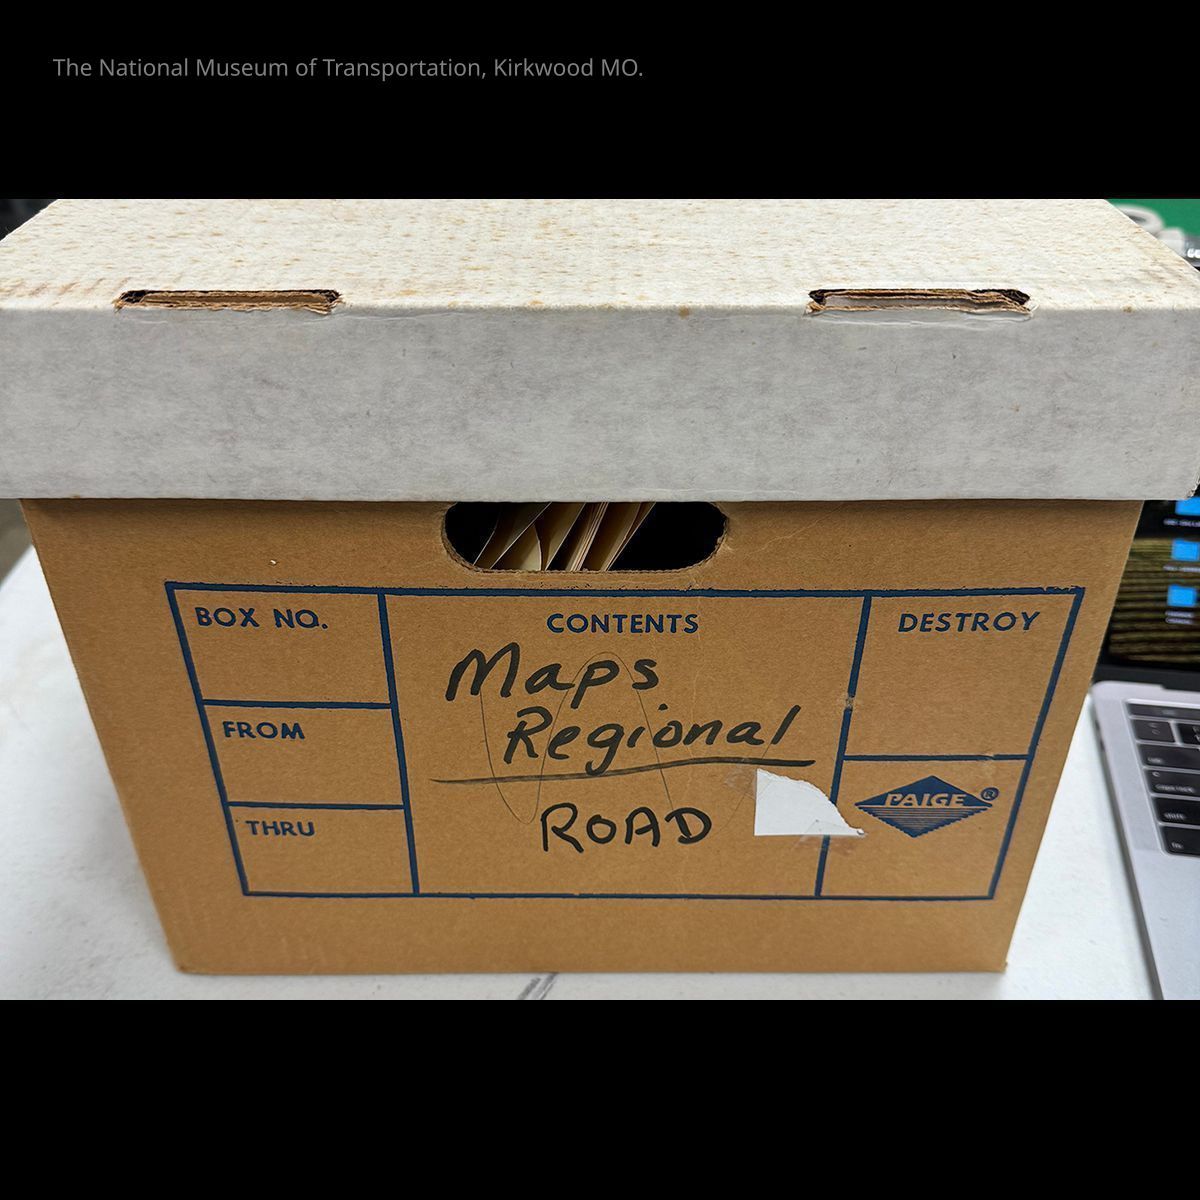 The National Museum of Transportation, Kirkwood MO.
BOX NO.
FROM
THRU
CONTENTS
Maps
Regional
ROAD
DESTROY
PAIGE®